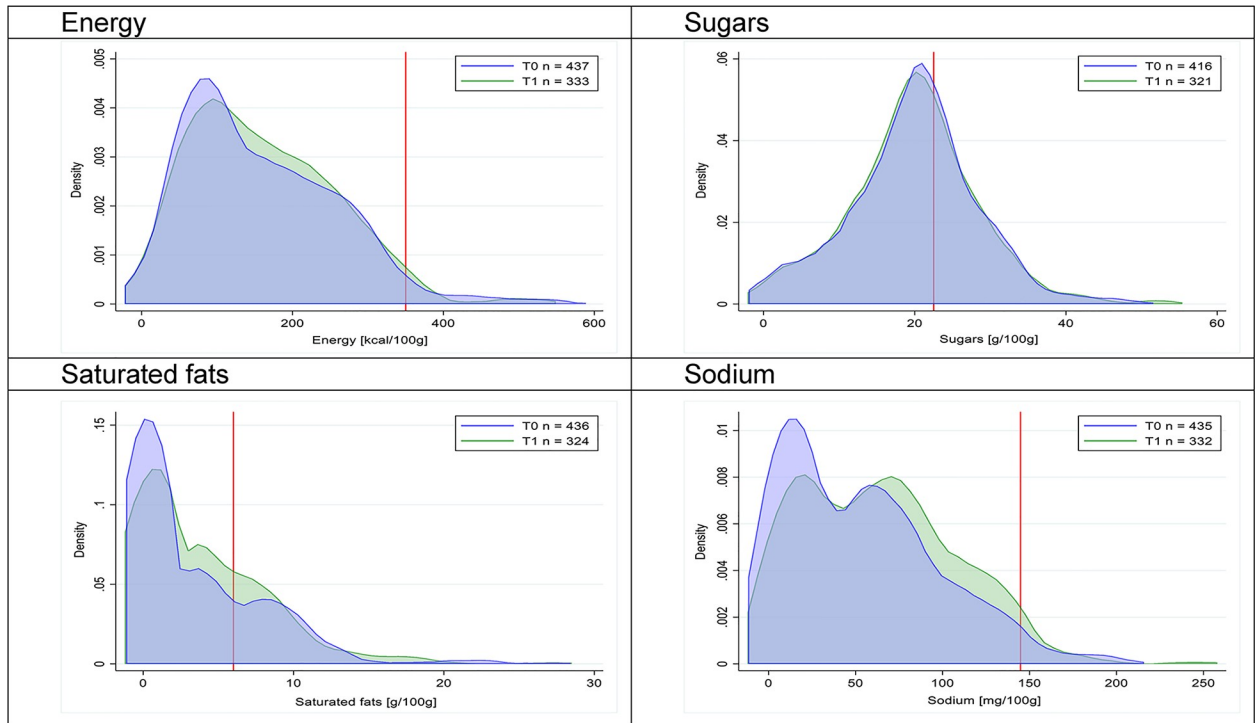 Energy
Sugars
.005
.004
.003
.002
.001
0
Density
T0 n = 437
T1 n = 333
0 200 400 600
Energy [kcal/100g]
.06
.04
.02
0
Density
T0 n = 416
T1 n = 321
0 20 40 60
Sugars [g/100g]
Saturated fats
Sodium
.15
.1
.05
0
Density
T0 n = 436
T1 n = 324
0 10 20 30
Saturated fats [g/100g]
.01
.008
.006
.004
.002
0
Density
T0 n = 435
T1 n = 332
0 50 100 150 200 250
Sodium [mg/100g]